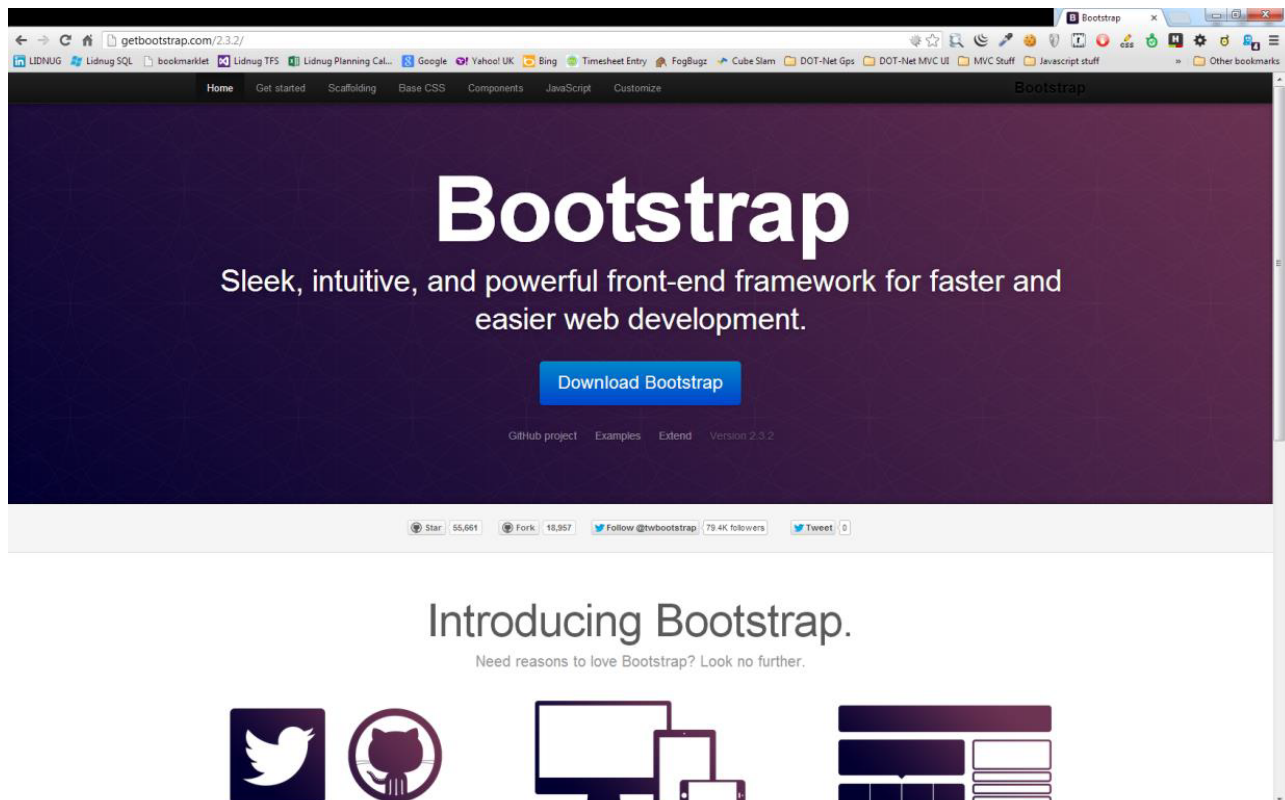 Bootstrap
getbootstrap.com/2.3.2/
LIDNUG Lidnug SQL bookmarklet Lidnug TFS Lidnug Planning Cal... Google Yahoo! UK Bing Timesheet Entry FogBugz Cube Slam DOT-Net Gps DOT-Net MVC UI MVC Stuff Javascript stuff » Other bookmarks
Home Get started Scaffolding Base CSS Components JavaScript Customize Bootstrap
Bootstrap
Sleek, intuitive, and powerful front-end framework for faster and
easier web development.
Download Bootstrap
GitHub project Examples Extend Version 2.3.2
Star 55,661 Fork 18,957 Follow @twbootstrap 79.4K followers Tweet 0
Introducing Bootstrap.
Need reasons to love Bootstrap? Look no further.